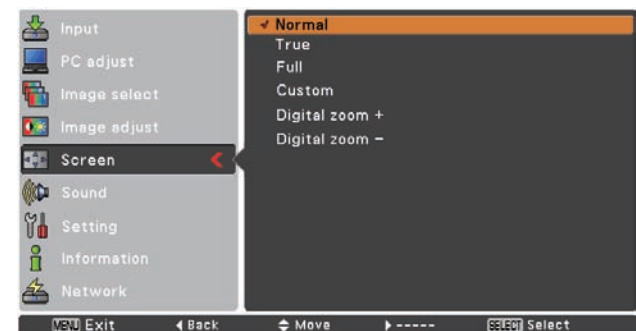 Input
PC adjust
Image select
Image adjust
Screen
Sound
Setting
Information
Network
✔ Normal
True
Full
Custom
Digital zoom +
Digital zoom –
MENU Exit ◀ Back ⬍ Move ▶ ----- SELECT Select